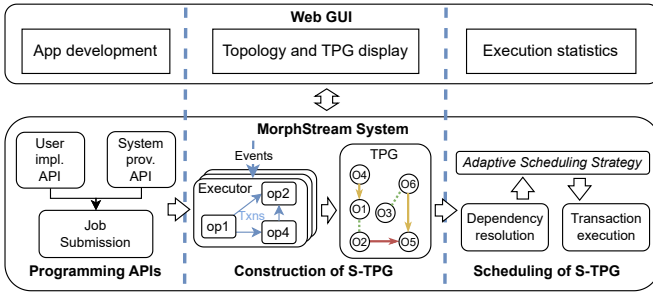 Web GUI
App development
Topology and TPG display
Execution statistics
MorphStream System
User
impl.
API
System
prov.
API
Job
Submission
Programming APIs
Events
Executor
op1
Txns
op2
op4
Construction of S-TPG
TPG
O4
O6
O1
O3
O2
O5
Adaptive Scheduling Strategy
Dependency
resolution
Transaction
execution
Scheduling of S-TPG